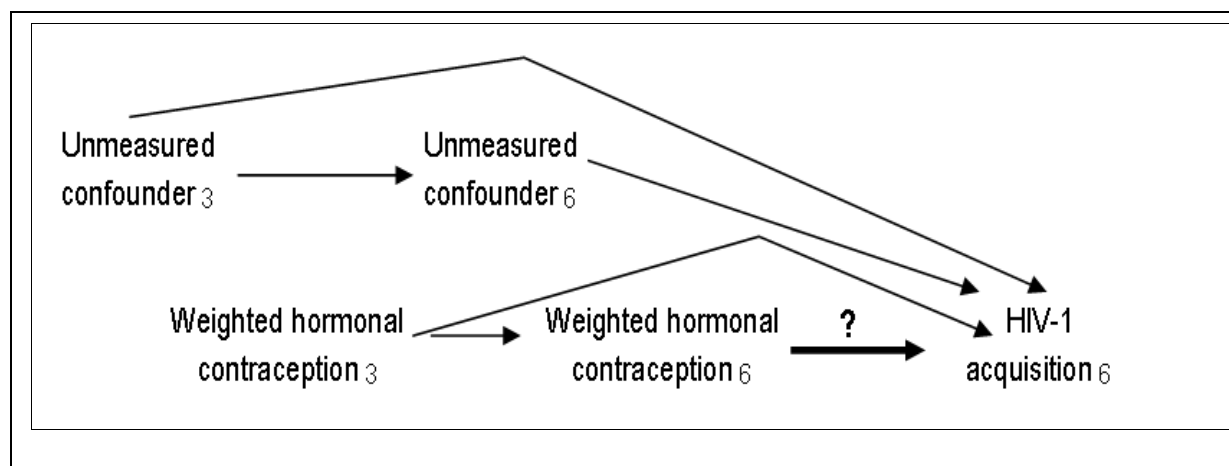 Unmeasured
confounder 3
Unmeasured
confounder 6
Weighted hormonal
contraception 3
Weighted hormonal
contraception 6
?
HIV-1
acquisition 6